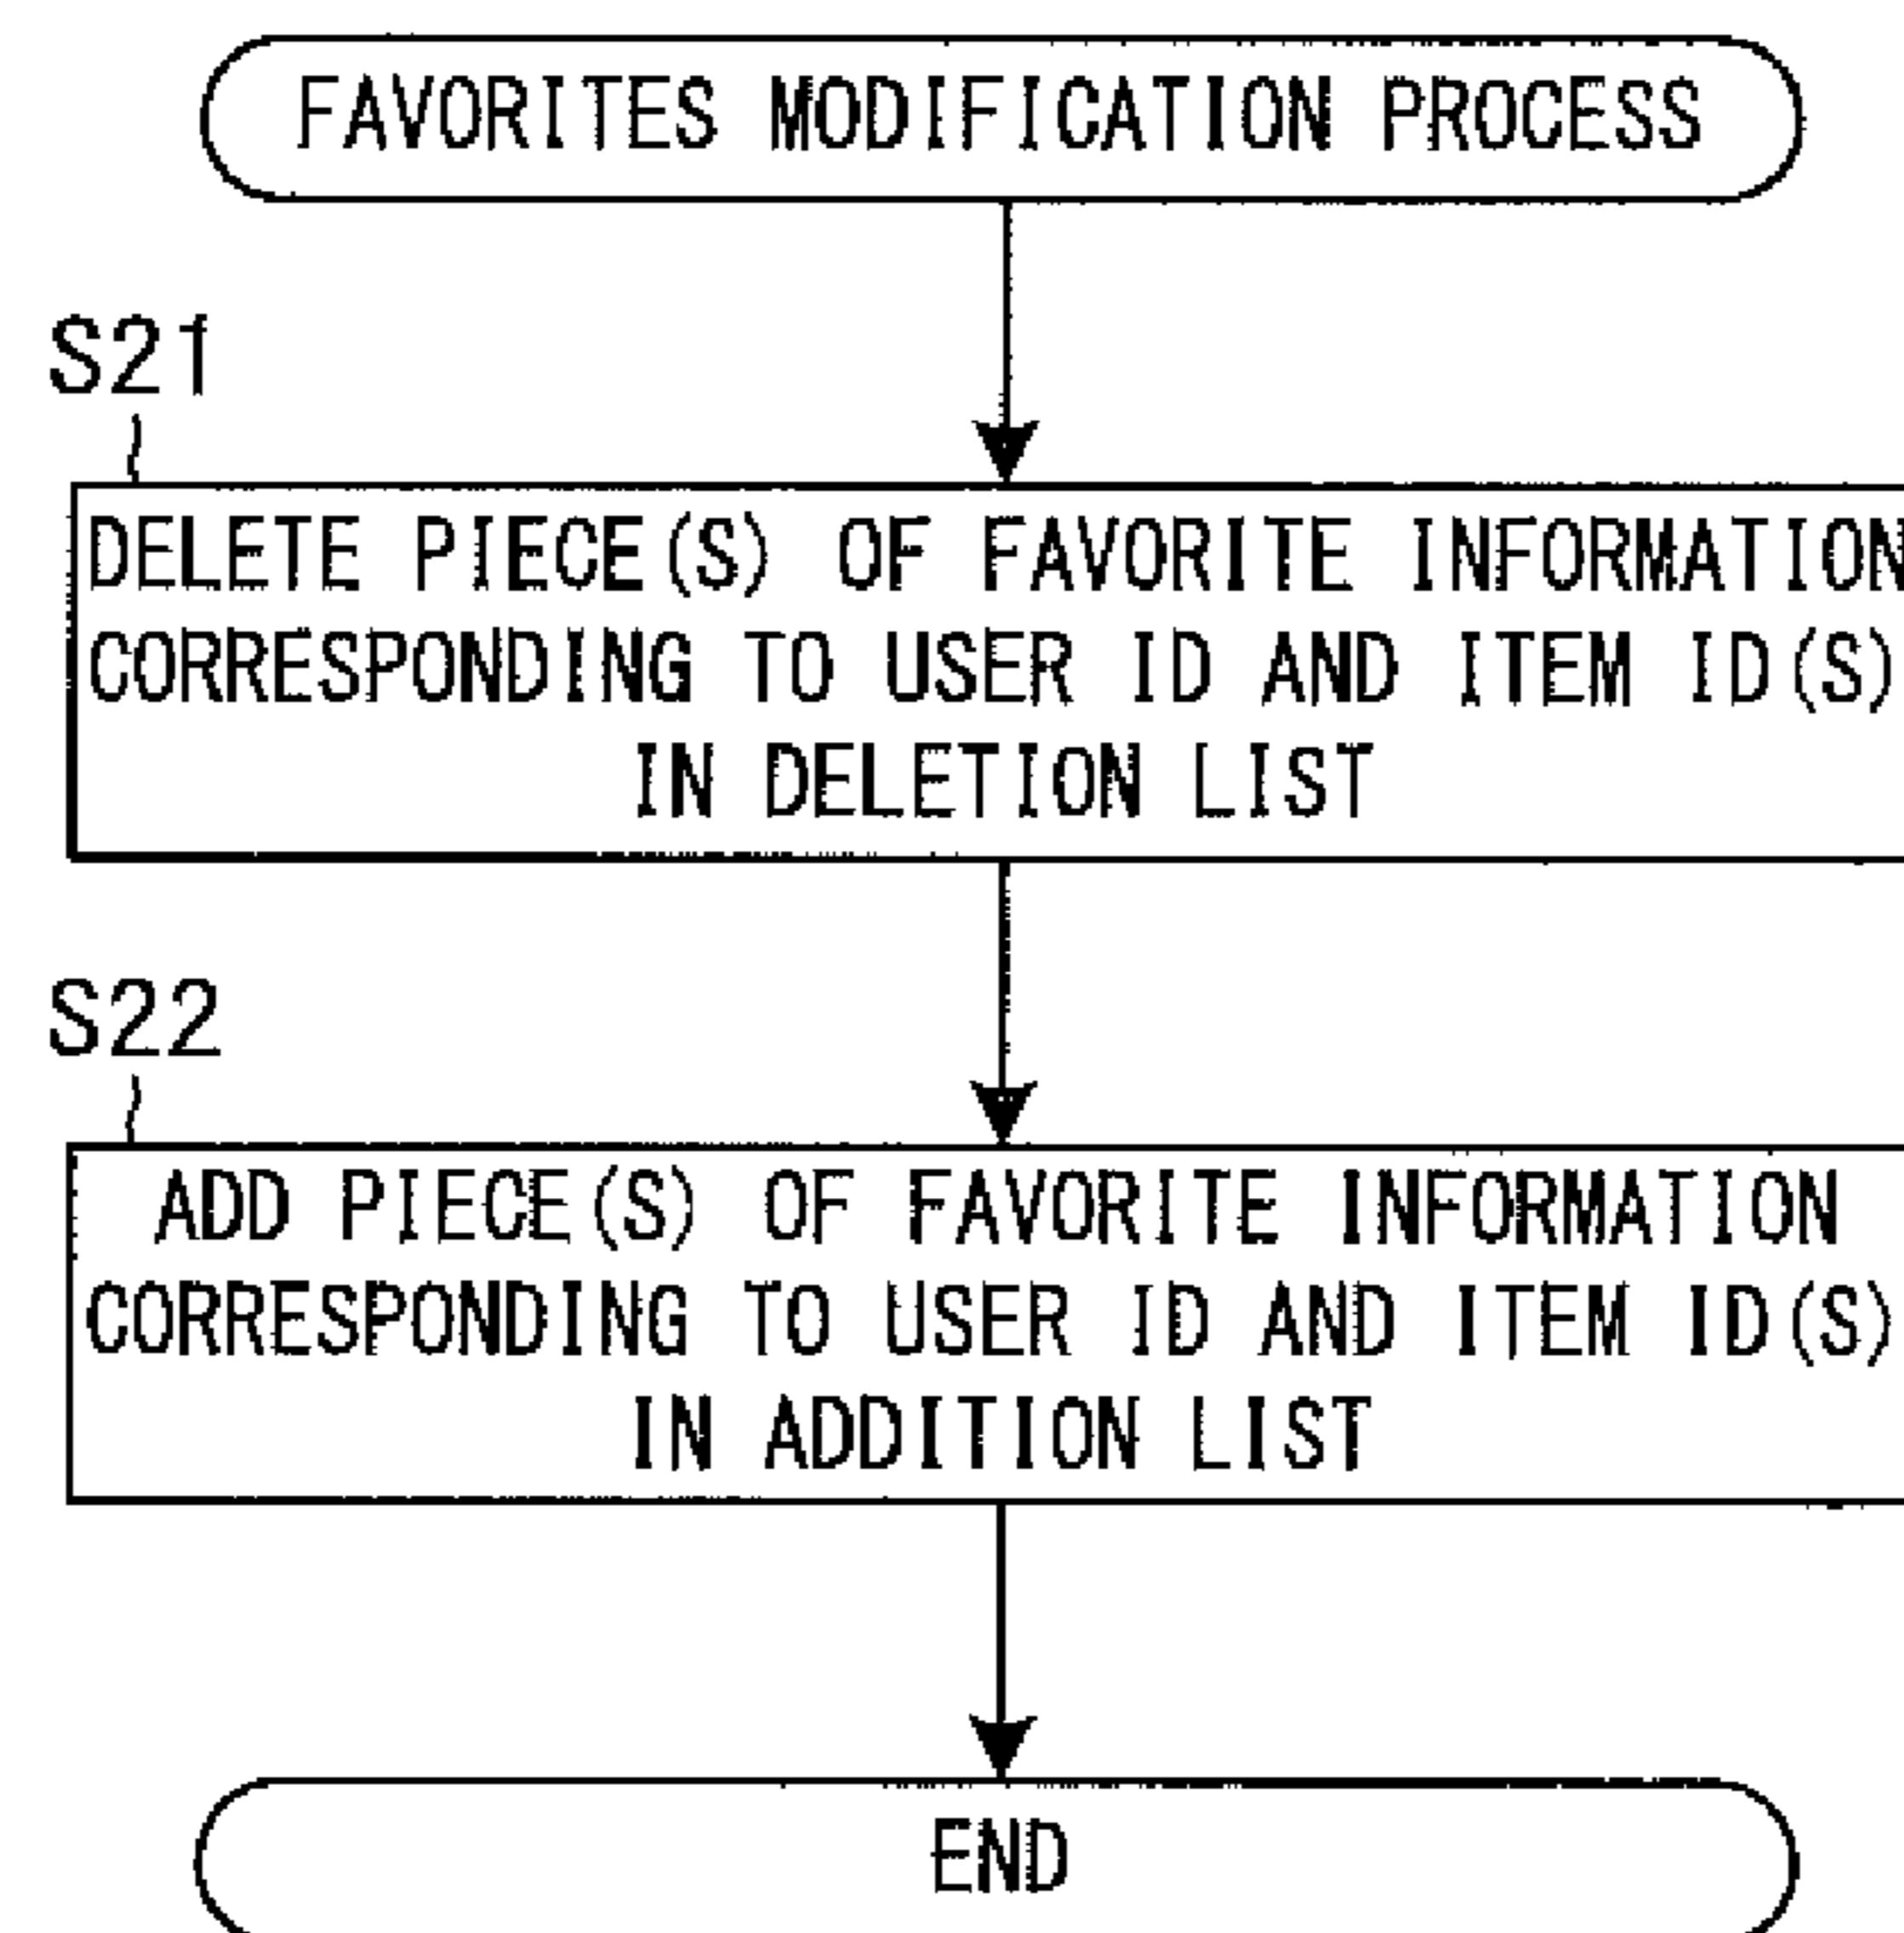 FAVORITES MODIFICATION PROCESS
S21
DELETE PIECE(S) OF FAVORITE INFORMATION
CORRESPONDING TO USER ID AND ITEM ID(S)
IN DELETION LIST
S22
ADD PIECE(S) OF FAVORITE INFORMATION
CORRESPONDING TO USER ID AND ITEM ID(S)
IN ADDITION LIST
END